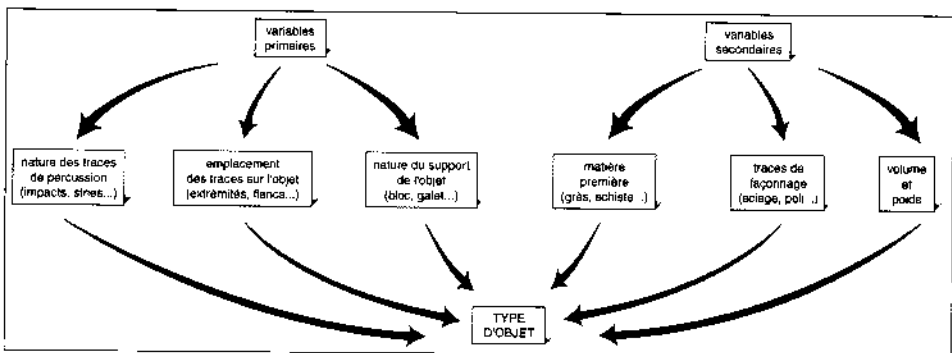 variables
primaires
variables
secondaires
nature des traces
de percussion
(impacts, stries...)
emplacement
des traces sur l'objet
(extrémités, flancs...)
nature du support
de l'objet
(bloc, galet...)
matière
première
(grès, schiste...)
traces de
façonnage
(sciage, poli...)
volume
et
poids
TYPE
D'OBJET